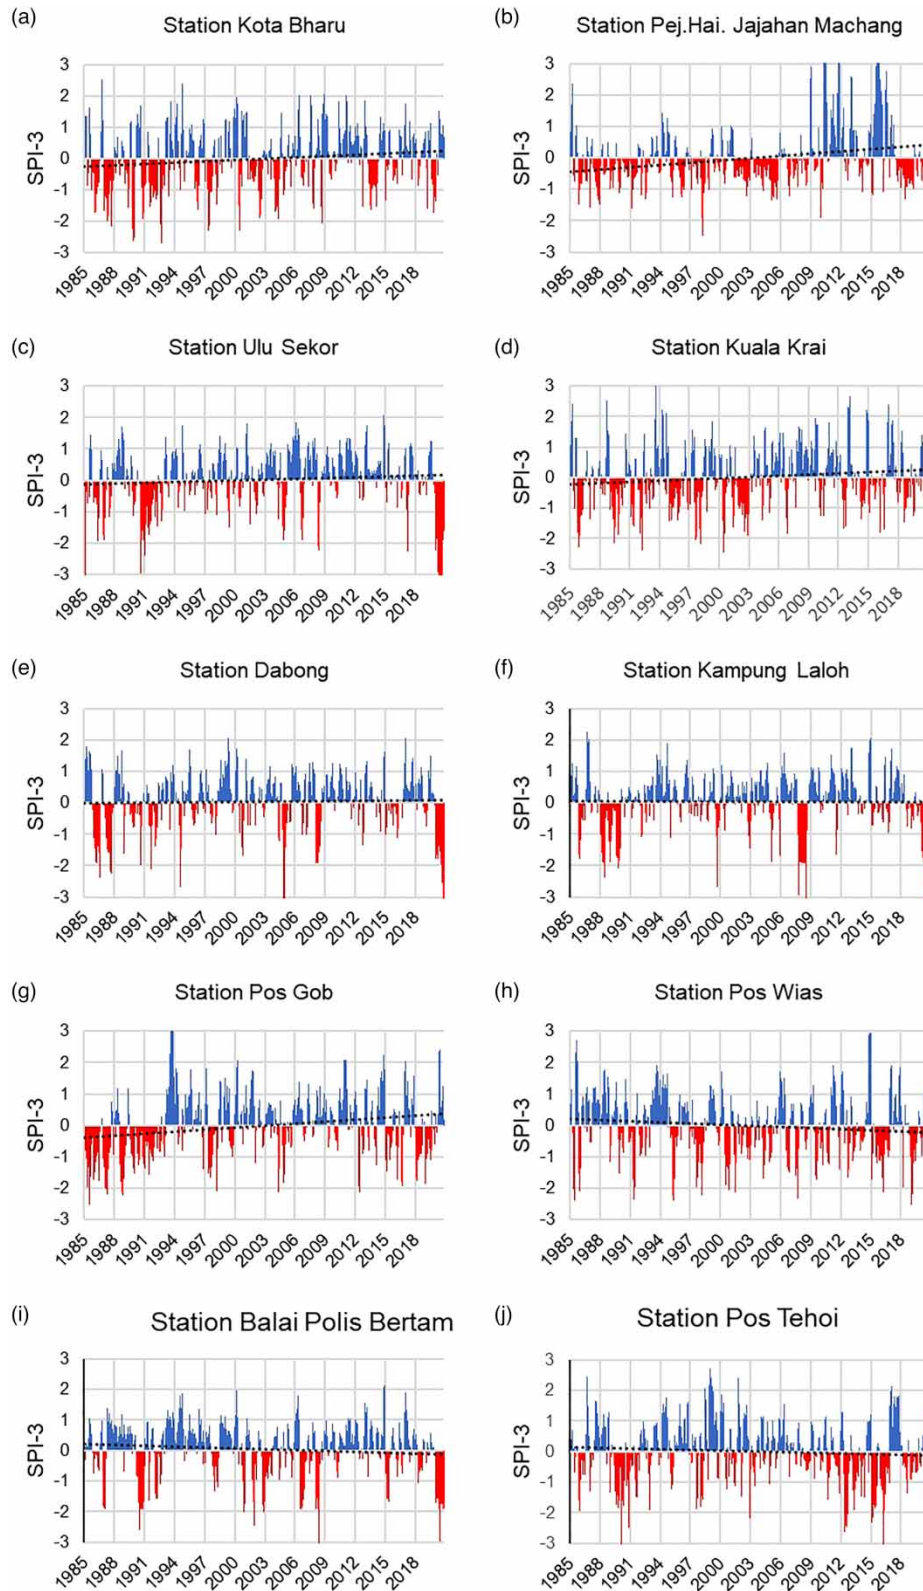 (a)
Station Kota Bharu
SPI-3
3
2
1
0
-1
-2
-3
1985 1988 1991 1994 1997 2000 2003 2006 2009 2012 2015 2018
(b)
Station Pej.Hai. Jajahan Machang
SPI-3
3
2
1
0
-1
-2
-3
1985 1988 1991 1994 1997 2000 2003 2006 2009 2012 2015 2018
(c)
Station Ulu Sekor
SPI-3
3
2
1
0
-1
-2
-3
1985 1988 1991 1994 1997 2000 2003 2006 2009 2012 2015 2018
(d)
Station Kuala Krai
SPI-3
3
2
1
0
-1
-2
-3
1985 1988 1991 1994 1997 2000 2003 2006 2009 2012 2015 2018
(e)
Station Dabong
SPI-3
3
2
1
0
-1
-2
-3
1985 1988 1991 1994 1997 2000 2003 2006 2009 2012 2015 2018
(f)
Station Kampung Laloh
SPI-3
3
2
1
0
-1
-2
-3
1985 1988 1991 1994 1997 2000 2003 2006 2009 2012 2015 2018
(g)
Station Pos Gob
SPI-3
3
2
1
0
-1
-2
-3
1985 1988 1991 1994 1997 2000 2003 2006 2009 2012 2015 2018
(h)
Station Pos Wias
SPI-3
3
2
1
0
-1
-2
-3
1985 1988 1991 1994 1997 2000 2003 2006 2009 2012 2015 2018
(i)
Station Balai Polis Bertam
SPI-3
3
2
1
0
-1
-2
-3
1985 1988 1991 1994 1997 2000 2003 2006 2009 2012 2015 2018
(j)
Station Pos Tehoi
SPI-3
3
2
1
0
-1
-2
-3
1985 1988 1991 1994 1997 2000 2003 2006 2009 2012 2015 2018